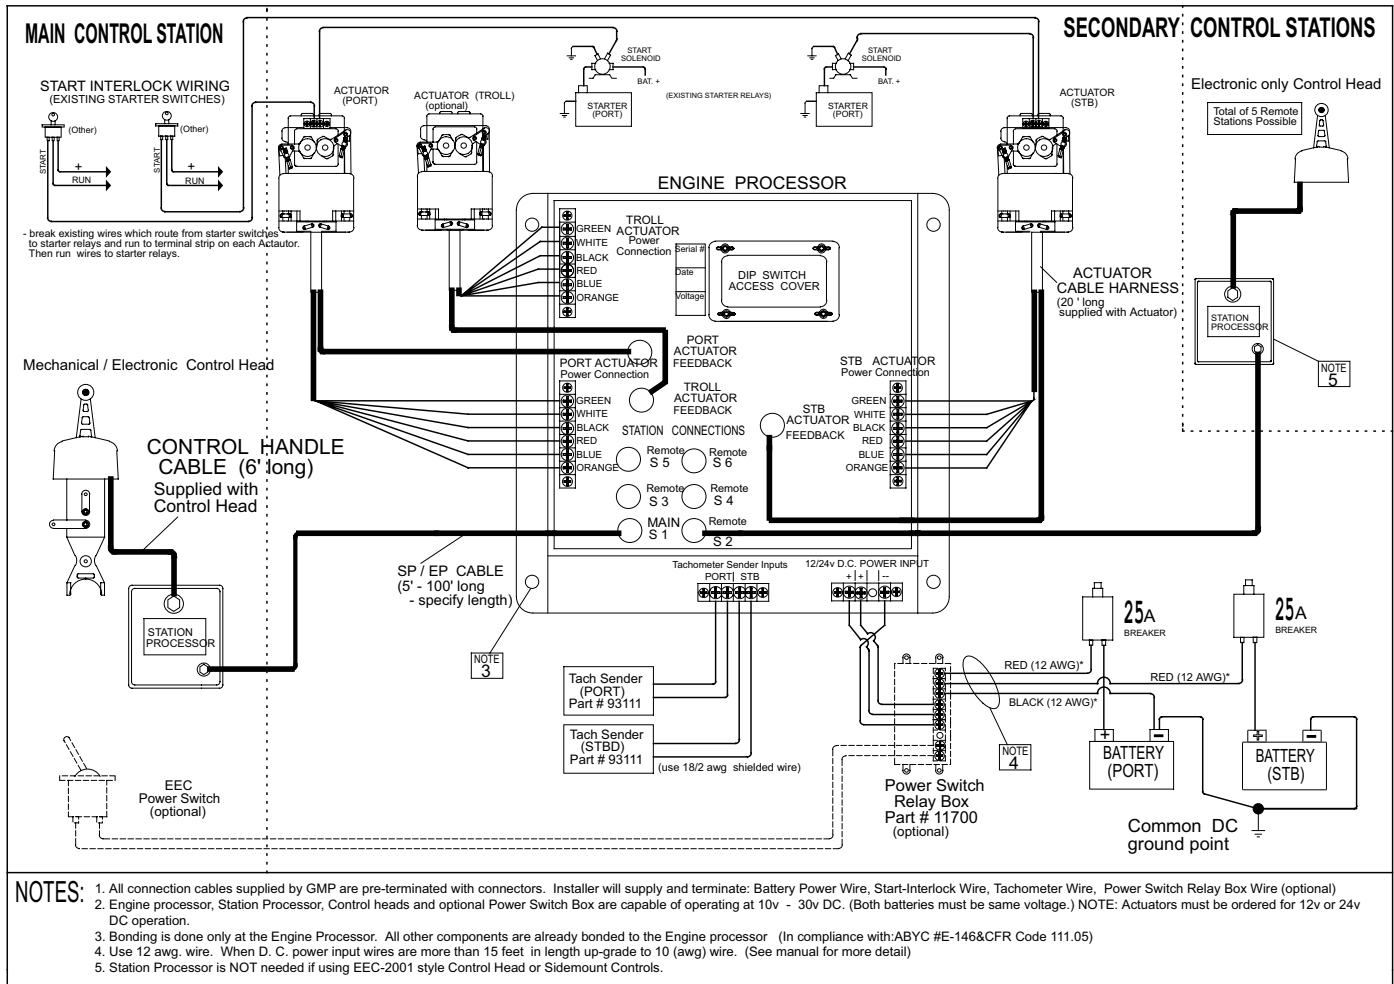 MAIN CONTROL STATION
SECONDARY CONTROL STATIONS
START INTERLOCK WIRING
(EXISTING STARTER SWITCHES)
(Other)
(Other)
START
START
+
RUN
+
RUN
- break existing wires which route from starter switches
to starter relays and run to terminal strip on each Actautor.
Then run wires to starter relays.
ACTUATOR
(PORT)
ACTUATOR (TROLL)
(optional)
START
SOLENOID
BAT. +
STARTER
(PORT)
(EXISTING STARTER RELAYS)
START
SOLENOID
BAT. +
STARTER
(PORT)
ACTUATOR
(STB)
Electronic only Control Head
Total of 5 Remote
Stations Possible
ENGINE PROCESSOR
GREEN
WHITE
BLACK
RED
BLUE
ORANGE
TROLL
ACTUATOR
Power
Connection
Serial #
Date
Voltage
DIP SWITCH
ACCESS COVER
ACTUATOR
CABLE HARNESS
(20 ' long
supplied with Actuator)
STATION
PROCESSOR
NOTE
5
Mechanical / Electronic Control Head
PORT
ACTUATOR
FEEDBACK
PORT ACTUATOR
Power Connection
TROLL
ACTUATOR
FEEDBACK
STB ACTUATOR
Power Connection
GREEN
WHITE
BLACK
RED
BLUE
ORANGE
STB
ACTUATOR
FEEDBACK
GREEN
WHITE
BLACK
RED
BLUE
ORANGE
STATION CONNECTIONS
Remote
S 5
Remote
S 6
Remote
S 3
Remote
S 4
MAIN
S 1
Remote
S 2
CONTROL HANDLE
CABLE (6' long)
Supplied with
Control Head
SP / EP CABLE
(5' - 100' long
- specify length)
STATION
PROCESSOR
NOTE
3
Tachometer Sender Inputs
PORT| STB
12/24v D.C. POWER INPUT
+ | + | | --
Tach Sender
(PORT)
Part # 93111
Tach Sender
(STBD)
Part # 93111
(use 18/2 awg shielded wire)
25A
BREAKER
25A
BREAKER
RED (12 AWG)*
RED (12 AWG)*
BLACK (12 AWG)*
NOTE
4
+ −
BATTERY
(PORT)
+ −
BATTERY
(STB)
EEC
Power Switch
(optional)
Power Switch
Relay Box
Part # 11700
(optional)
Common DC
ground point
NOTES:
1. All connection cables supplied by GMP are pre-terminated with connectors. Installer will supply and terminate: Battery Power Wire, Start-Interlock Wire, Tachometer Wire, Power Switch Relay Box Wire (optional)
2. Engine processor, Station Processor, Control heads and optional Power Switch Box are capable of operating at 10v - 30v DC. (Both batteries must be same voltage.) NOTE: Actuators must be ordered for 12v or 24v
DC operation.
3. Bonding is done only at the Engine Processor. All other components are already bonded to the Engine processor (In compliance with:ABYC #E-146&CFR Code 111.05)
4. Use 12 awg. wire. When D. C. power input wires are more than 15 feet in length up-grade to 10 (awg) wire. (See manual for more detail)
5. Station Processor is NOT needed if using EEC-2001 style Control Head or Sidemount Controls.